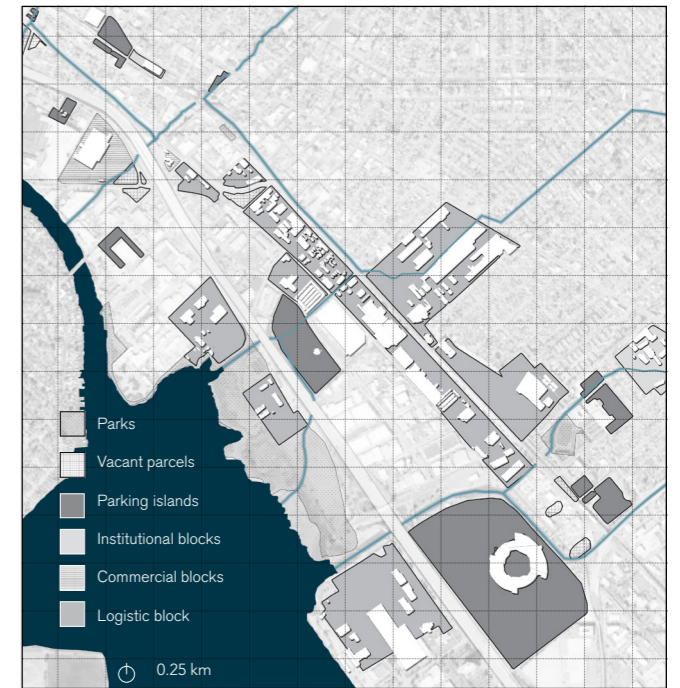 Parks
Vacant parcels
Parking islands
Institutional blocks
Commercial blocks
Logistic block
0.25 km